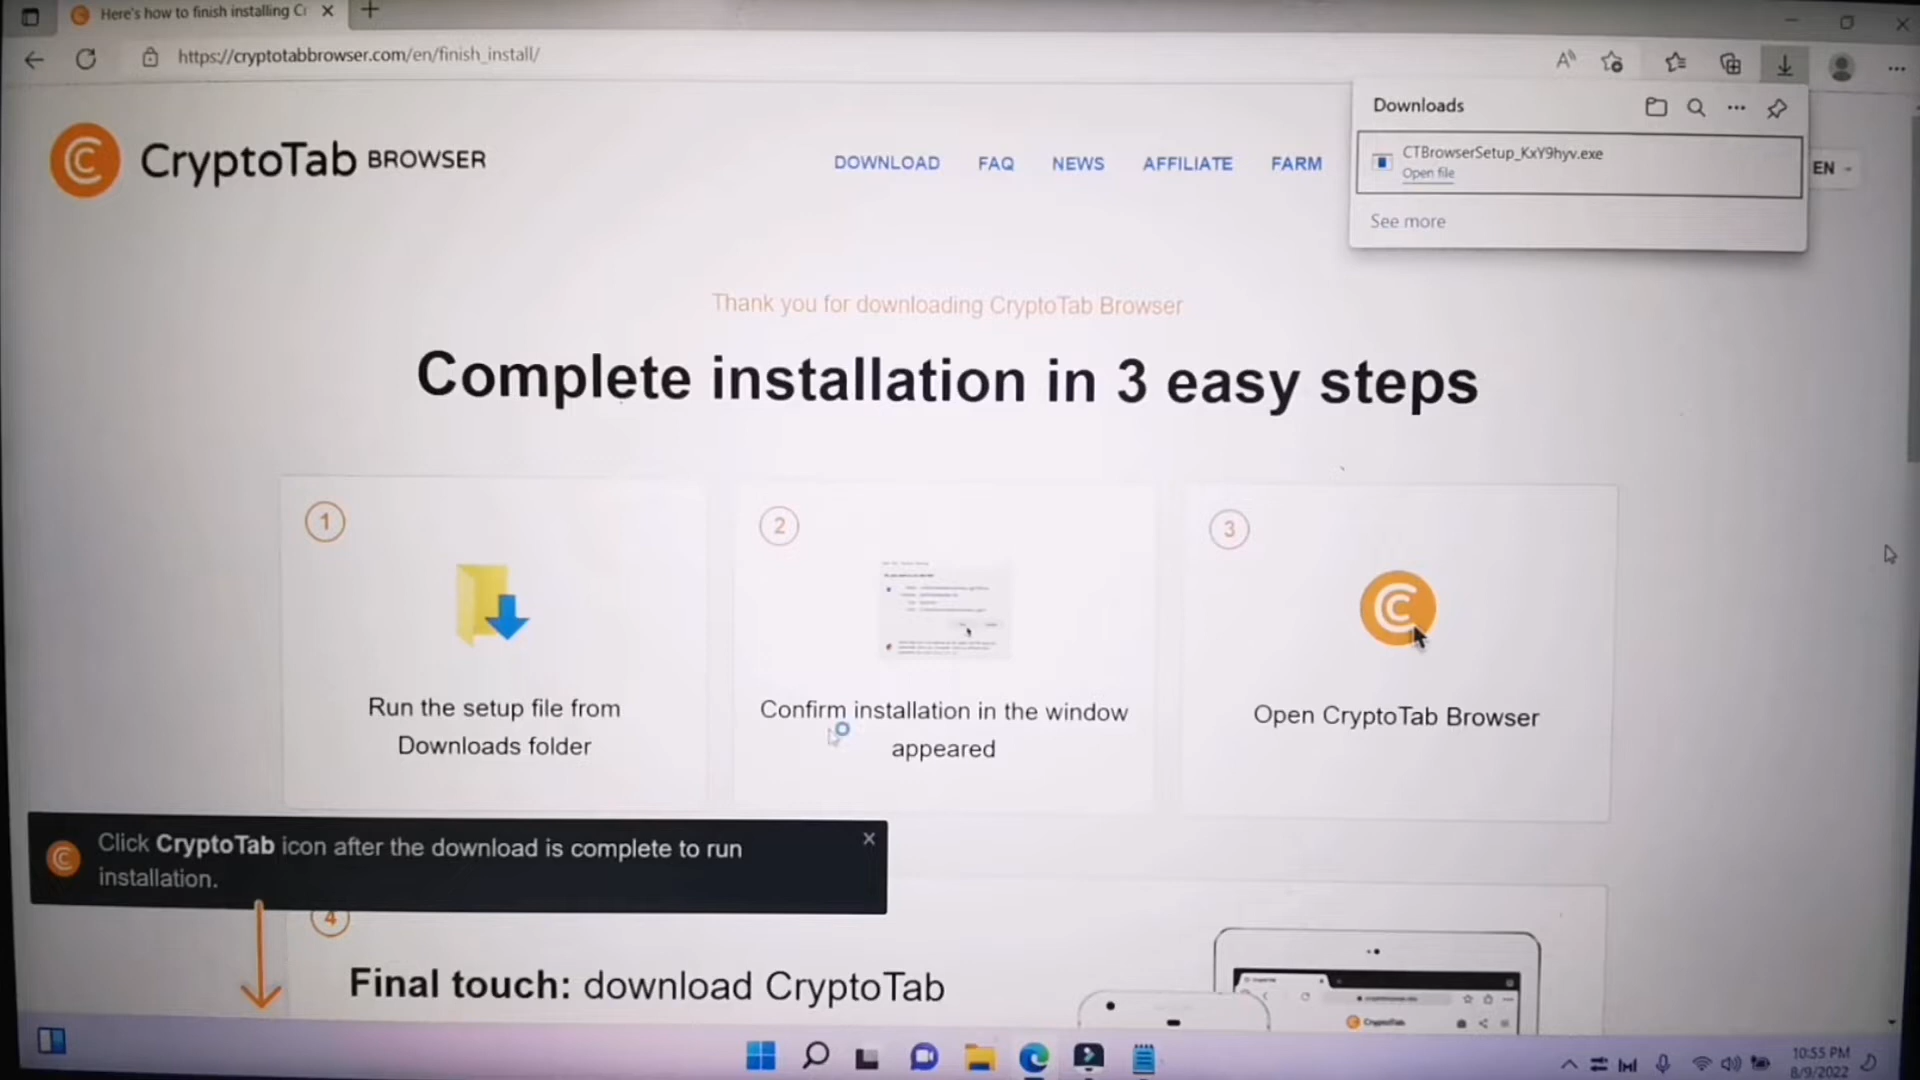 Here's how to finish installing Cr
https://cryptotabbrowser.com/en/finish_install/
Downloads
CTBrowserSetup_KxY9hyv.exe
Open file
See more
CryptoTab BROWSER
DOWNLOAD
FAQ
NEWS
AFFILIATE
FARM
EN
Thank you for downloading CryptoTab Browser
Complete installation in 3 easy steps
1
Run the setup file from
Downloads folder
2
Confirm installation in the window
appeared
3
Open CryptoTab Browser
Click CryptoTab icon after the download is complete to run
installation.
4
Final touch: download CryptoTab
CryptoTab
10:55 PM
8/9/2022